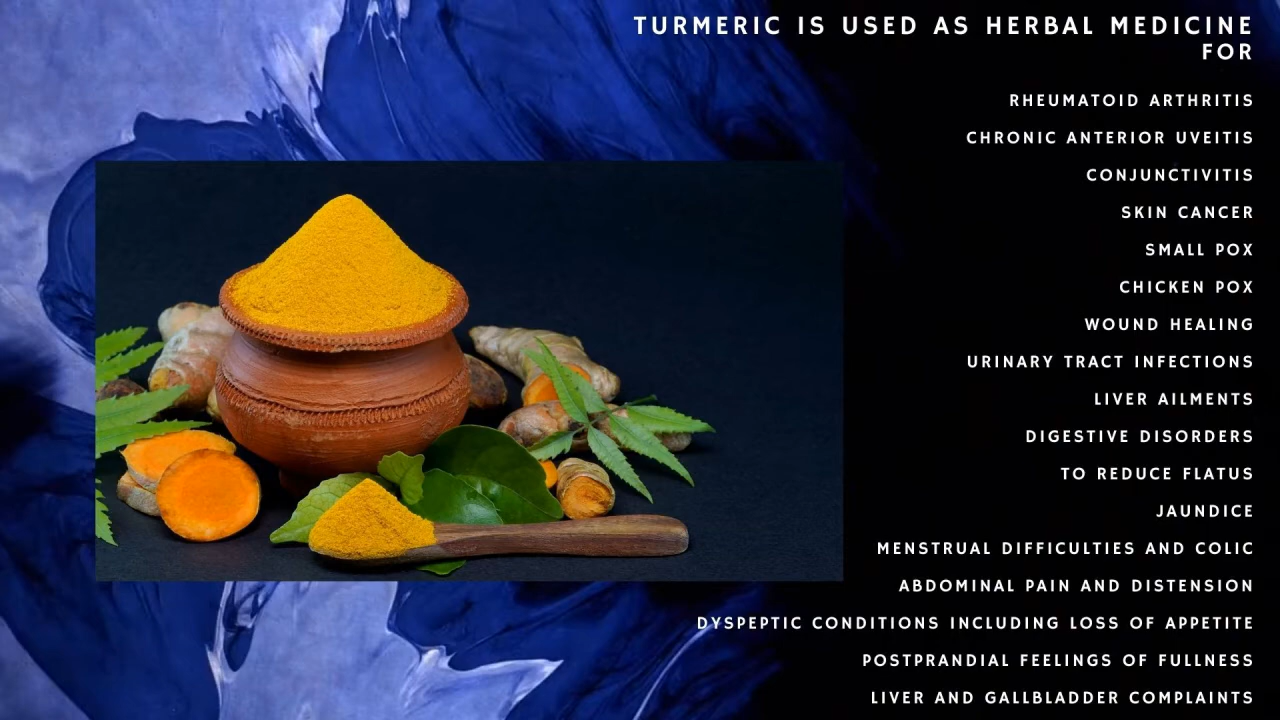 TURMERIC IS USED AS HERBAL MEDICINE
FOR
RHEUMATOID ARTHRITIS
CHRONIC ANTERIOR UVEITIS
CONJUNCTIVITIS
SKIN CANCER
SMALL POX
CHICKEN POX
WOUND HEALING
URINARY TRACT INFECTIONS
LIVER AILMENTS
DIGESTIVE DISORDERS
TO REDUCE FLATUS
JAUNDICE
MENSTRUAL DIFFICULTIES AND COLIC
ABDOMINAL PAIN AND DISTENSION
DYSPEPTIC CONDITIONS INCLUDING LOSS OF APPETITE
POSTPRANDIAL FEELINGS OF FULLNESS
LIVER AND GALLBLADDER COMPLAINTS